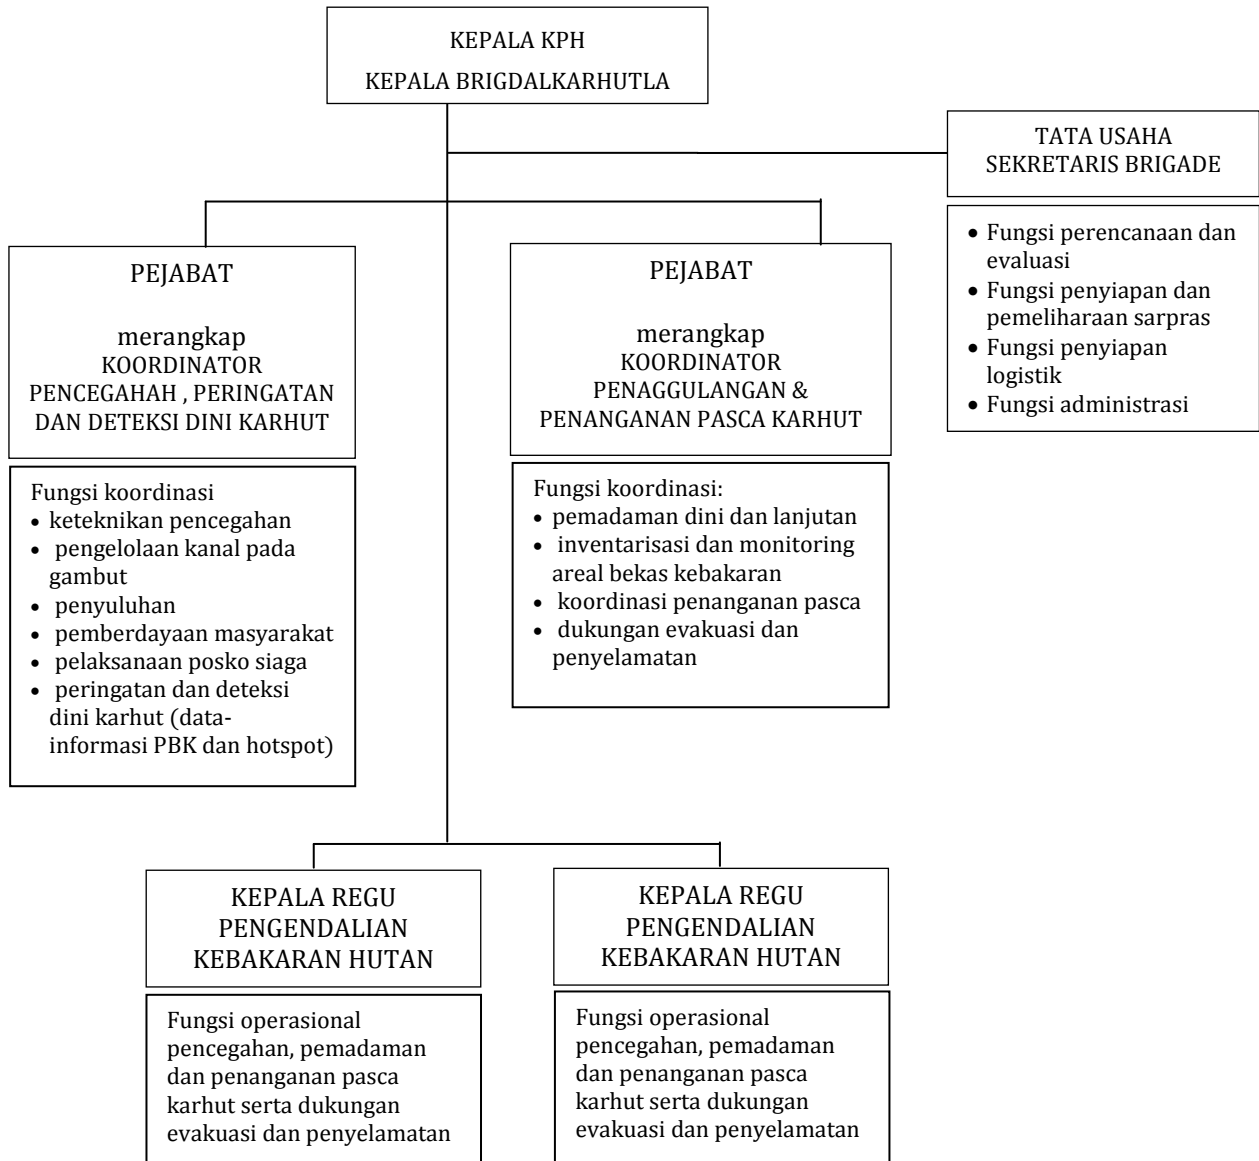 KEPALA KPH
KEPALA BRIGDALKARHUTLA
TATA USAHA
SEKRETARIS BRIGADE
• Fungsi perencanaan dan
evaluasi
• Fungsi penyiapan dan
pemeliharaan sarpras
• Fungsi penyiapan
logistik
• Fungsi administrasi
PEJABAT
merangkap
KOORDINATOR
PENCEGAHAH , PERINGATAN
DAN DETEKSI DINI KARHUT
Fungsi koordinasi
• keteknikan pencegahan
• pengelolaan kanal pada
gambut
• penyuluhan
• pemberdayaan masyarakat
• pelaksanaan posko siaga
• peringatan dan deteksi
dini karhut (data-
informasi PBK dan hotspot)
PEJABAT
merangkap
KOORDINATOR
PENAGGULANGAN &
PENANGANAN PASCA KARHUT
Fungsi koordinasi:
• pemadaman dini dan lanjutan
• inventarisasi dan monitoring
areal bekas kebakaran
• koordinasi penanganan pasca
• dukungan evakuasi dan
penyelamatan
KEPALA REGU
PENGENDALIAN
KEBAKARAN HUTAN
Fungsi operasional
pencegahan, pemadaman
dan penanganan pasca
karhut serta dukungan
evakuasi dan penyelamatan
KEPALA REGU
PENGENDALIAN
KEBAKARAN HUTAN
Fungsi operasional
pencegahan, pemadaman
dan penanganan pasca
karhut serta dukungan
evakuasi dan penyelamatan